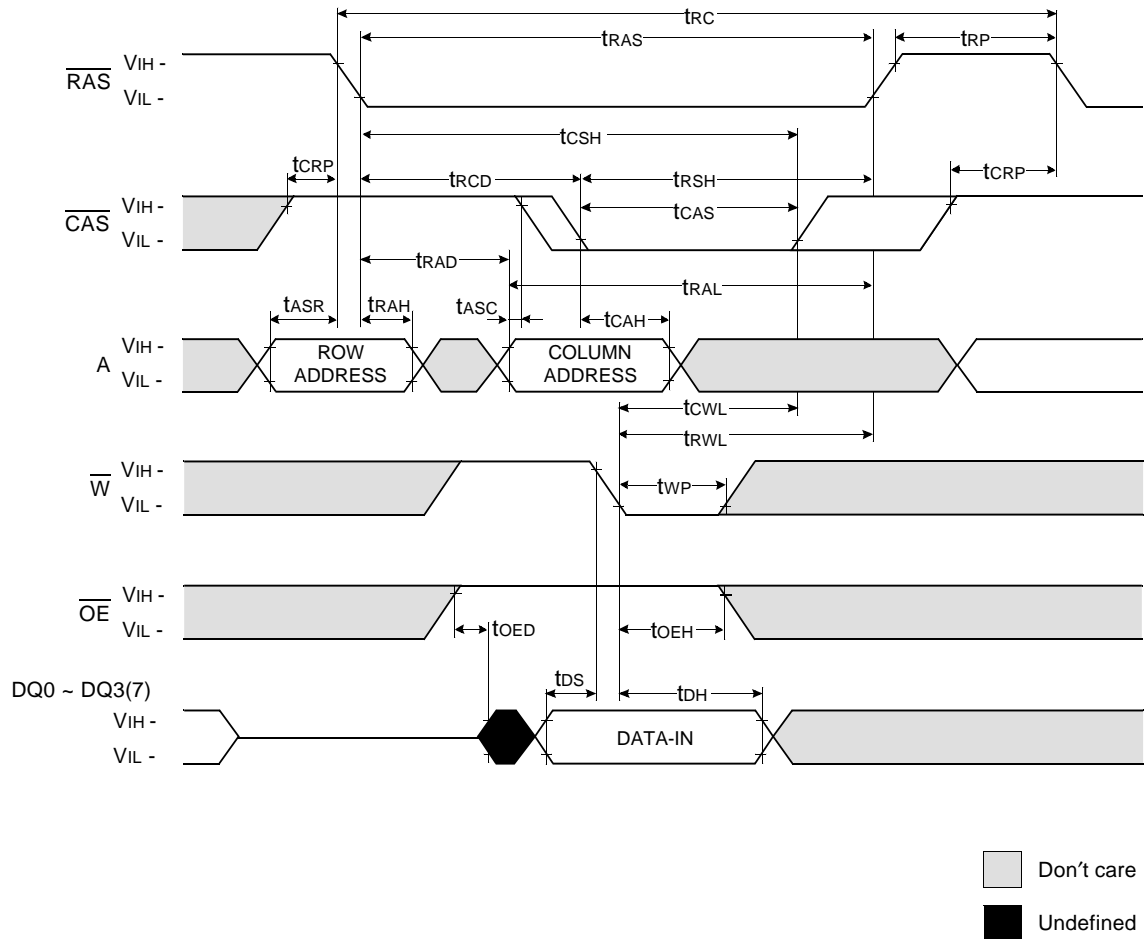 tRC
tRAS
tRP
RAS
VIH -
VIL -
tCSH
tCRP
tRCD
tRSH
tCRP
CAS
VIH -
VIL -
tCAS
tRAD
tRAL
tASR
tRAH
tASC
tCAH
A
VIH -
VIL -
ROW
ADDRESS
COLUMN
ADDRESS
tCWL
tRWL
W
VIH -
VIL -
tWP
OE
VIH -
VIL -
tOED
tOEH
DQ0 ~ DQ3(7)
tDS
tDH
VIH -
VIL -
DATA-IN
Don′t care
Undefined